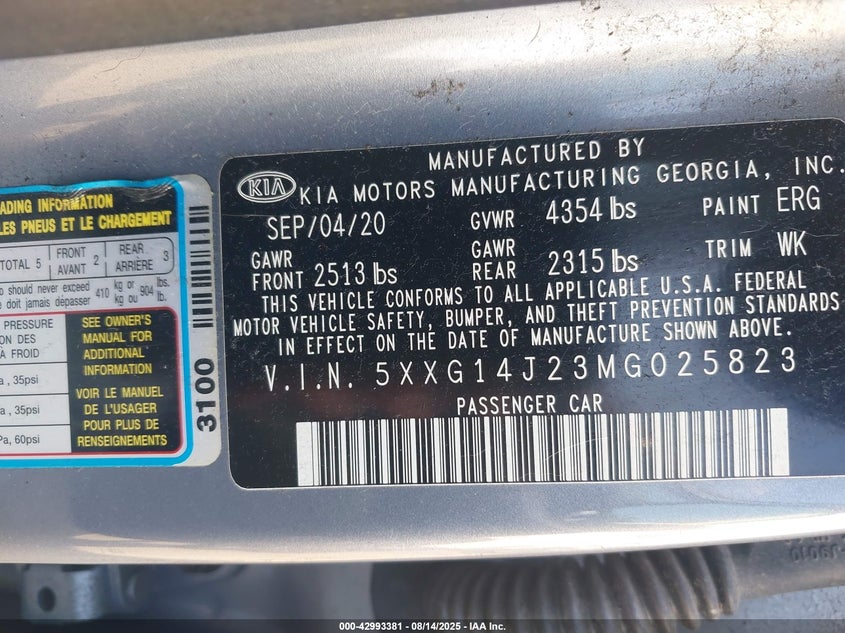 ADING INFORMATION
LES PNEUS ET LE CHARGEMENT
TOTAL 5
FRONT AVANT 2
REAR ARRIÈRE 3
o should never exceed 410 kg or 904 lbs.
e doit jamais dépasser kg ou lb.
PRESSURE
ION DES
À FROID
a , 35psi
a , 35psi
Pa, 60psi
SEE OWNER'S
MANUAL FOR
ADDITIONAL
INFORMATION
VOIR LE MANUEL
DE L'USAGER
POUR PLUS DE
RENSEIGNEMENTS
3100
MANUFACTURED BY
KIA KIA MOTORS MANUFACTURING GEORGIA, INC.
SEP/04/20 GVWR 4354 lbs PAINT ERG
GAWR FRONT 2513 lbs GAWR REAR 2315 lbs TRIM WK
THIS VEHICLE CONFORMS TO ALL APPLICABLE U.S.A. FEDERAL
MOTOR VEHICLE SAFETY, BUMPER, AND THEFT PREVENTION STANDARDS
IN EFFECT ON THE DATE OF MANUFACTURE SHOWN ABOVE.
V.I.N. 5XXG14J23MG025823
PASSENGER CAR
000-42993381 - 08/14/2025 - IAA Inc.